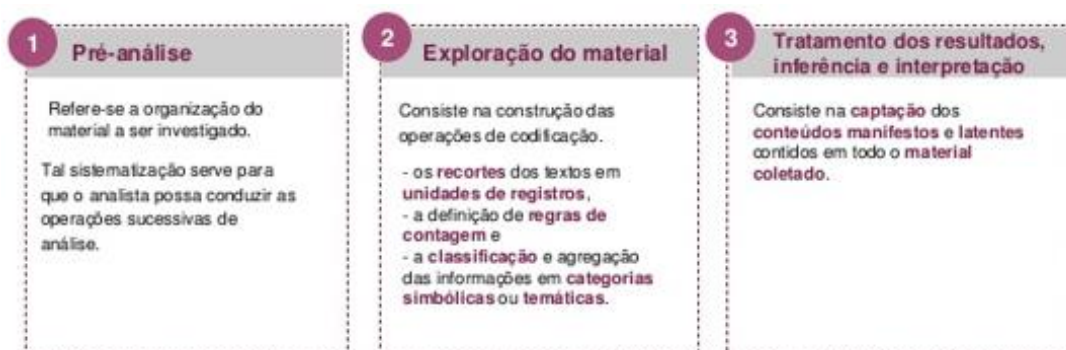 1
Pré-análise
Refere-se a organização do
material a ser investigado.
Tal sistematização serve para
que o analista possa conduzir as
operações sucessivas de
análise.
2
Exploração do material
Consiste na construção das
operações de codificação.
- os recortes dos textos em
unidades de registros,
- a definição de regras de
contagem e
- a classificação e agregação
das informações em categorias
simbólicas ou temáticas.
3
Tratamento dos resultados,
inferência e interpretação
Consiste na captação dos
conteúdos manifestos e latentes
contidos em todo o material
coletado.